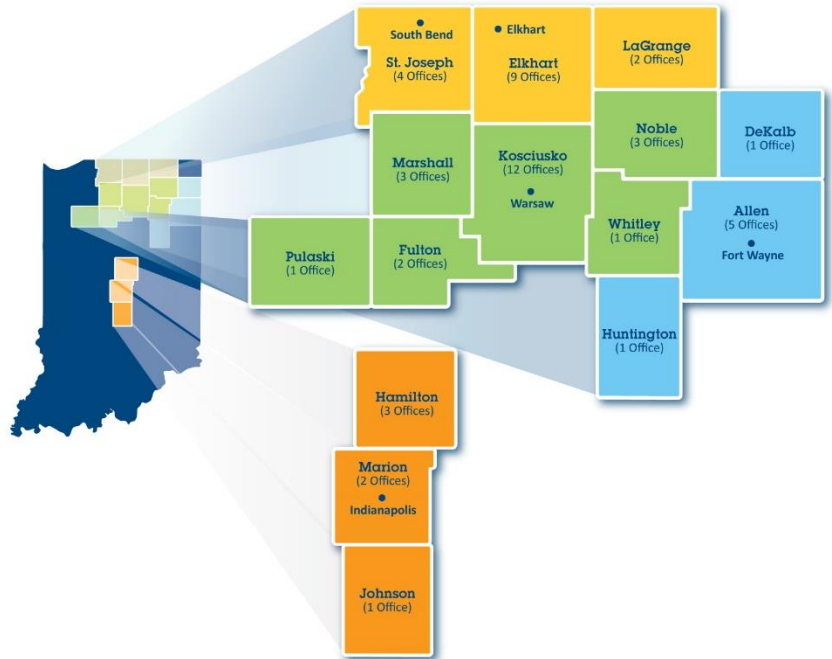 South Bend
St. Joseph
(4 Offices)
Elkhart
Elkhart
(9 Offices)
LaGrange
(2 Offices)
Marshall
(3 Offices)
Kosciusko
(12 Offices)
Warsaw
Noble
(3 Offices)
DeKalb
(1 Office)
Pulaski
(1 Office)
Fulton
(2 Offices)
Whitley
(1 Office)
Allen
(5 Offices)
Fort Wayne
Huntington
(1 Office)
Hamilton
(3 Offices)
Marion
(2 Offices)
Indianapolis
Johnson
(1 Office)